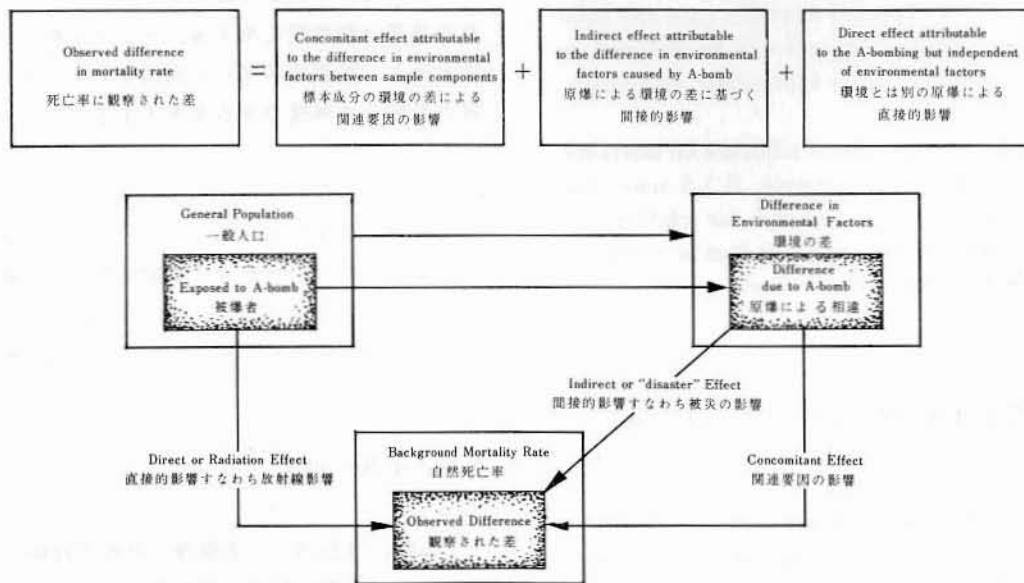 Observed difference
in mortality rate
死亡率に観察された差
=
Concomitant effect attributable
to the difference in environmental
factors between sample components
標本成分の環境の差による
関連要因の影響
+
Indirect effect attributable
to the difference in environmental
factors caused by A-bomb
原爆による環境の差に基づく
間接的影響
+
Direct effect attributable
to the A-bombing but independent
of environmental factors
環境とは別の原爆による
直接的影響
General Population
一般人口
Exposed to A-bomb
被爆者
Difference in
Environmental Factors
環境の差
Difference
due to A-bomb
原爆による相違
Indirect or "disaster" Effect
間接的影響すなわち被災の影響
Direct or Radiation Effect
直接的影響すなわち放射線影響
Background Mortality Rate
自然死亡率
Observed Difference
観察された差
Concomitant Effect
関連要因の影響